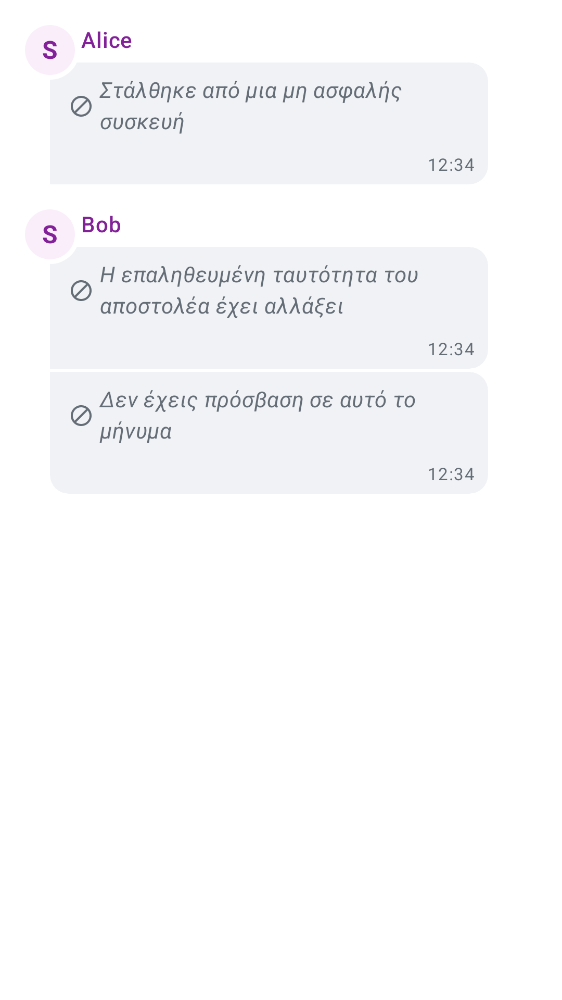 S
Alice
Στάλθηκε από μια μη ασφαλής
συσκευή
12:34
S
Bob
Η επαληθευμένη ταυτότητα του
αποστολέα έχει αλλάξει
12:34
Δεν έχεις πρόσβαση σε αυτό το
μήνυμα
12:34